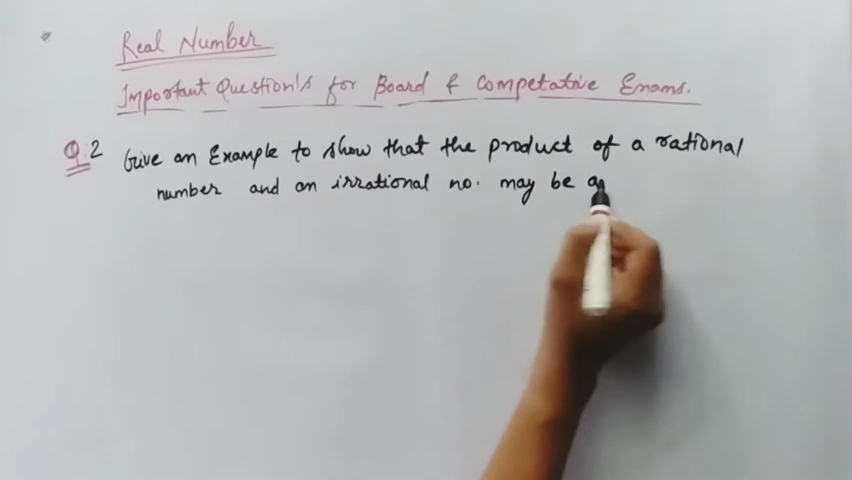 Real Number
Important Question's for Board & Competative Exams.
Q.2 Give an Example to show that the product of a rational
number and an irrational no. may be a